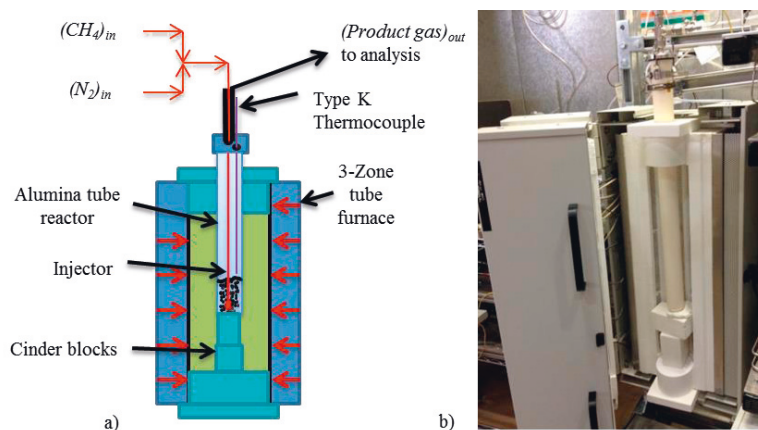 (CH₄)in
(N₂)in
(Product gas)out
to analysis
Type K
Thermocouple
3-Zone
tube
furnace
Alumina tube
reactor
Injector
Cinder blocks
a)
b)